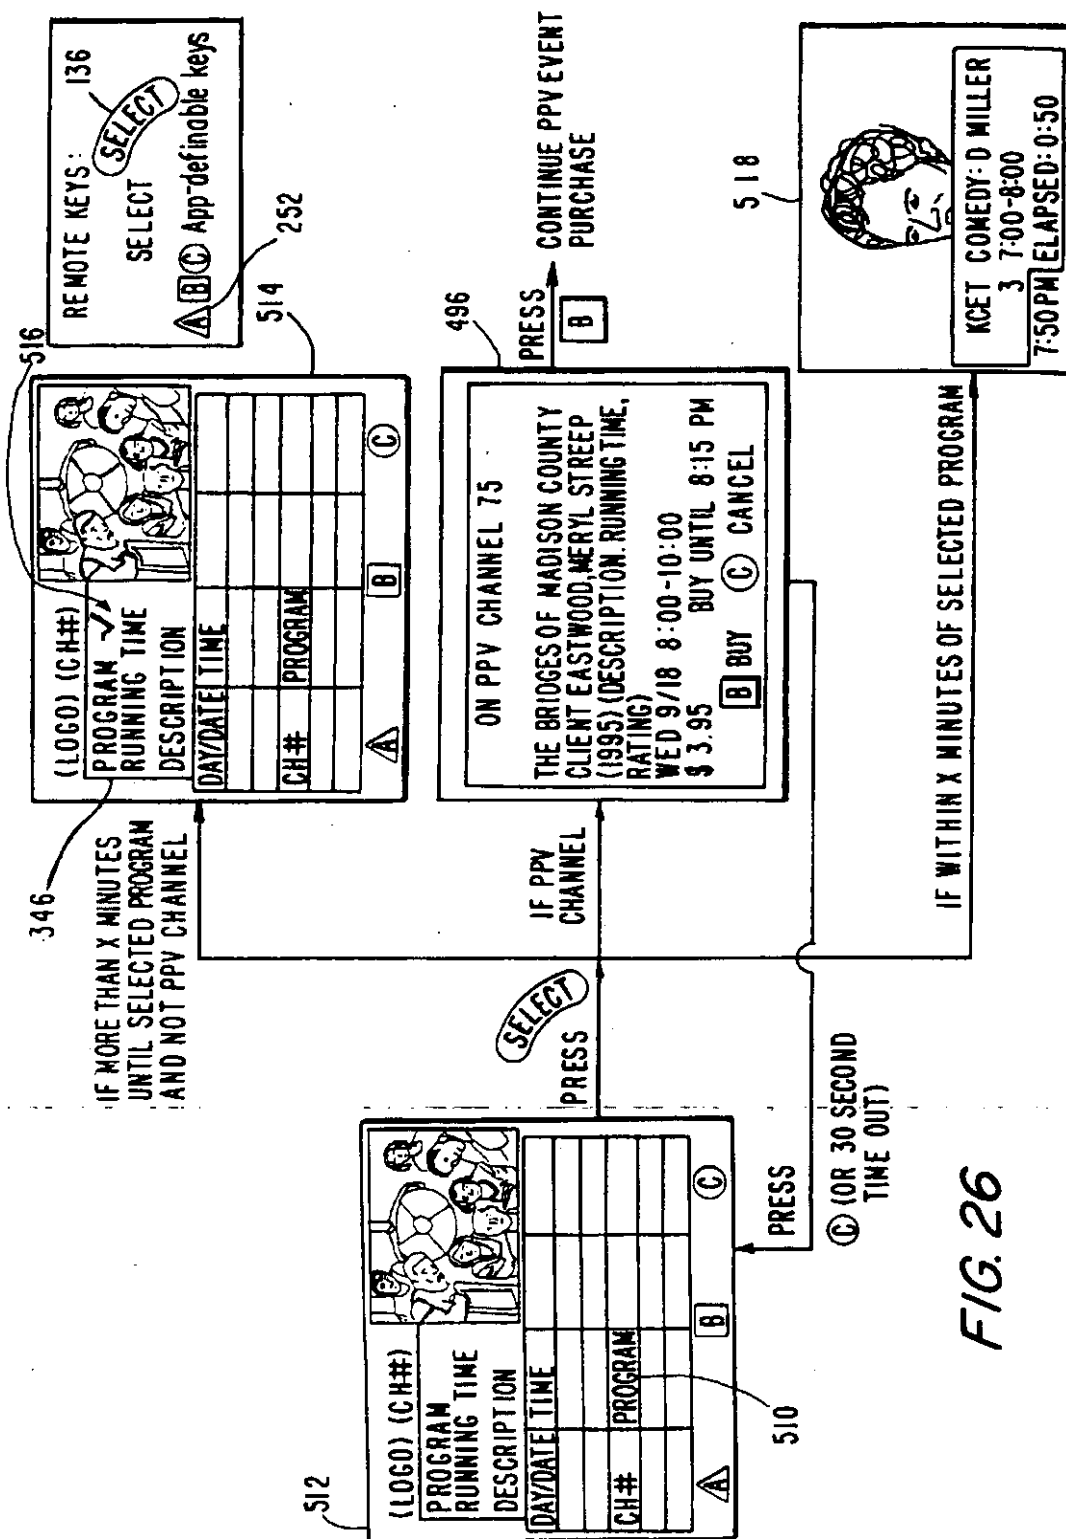 136
REMOTE KEYS:
SELECT
SELECT
A B C App-definable keys
252
516
514
346
(LOGO) (CH#)
PROGRAM ✓
RUNNING TIME
DESCRIPTION
DAY/DATE TIME
CH# PROGRAM
A B C
IF MORE THAN X MINUTES
UNTIL SELECTED PROGRAM
AND NOT PPV CHANNEL
512
(LOGO) (CH#)
PROGRAM
RUNNING TIME
DESCRIPTION
DAY/DATE TIME
CH# PROGRAM
A B C
510
PRESS
SELECT
IF PPV
CHANNEL
496
ON PPV CHANNEL 75
THE BRIDGES OF MADISON COUNTY
CLIENT EASTWOOD, MERYL STREEP
(1995) (DESCRIPTION. RUNNING TIME,
RATING)
WED 9/18 8:00-10:00
$ 3.95 BUY UNTIL 8:15 PM
B BUY C CANCEL
PRESS
B
CONTINUE PPV EVENT
PURCHASE
PRESS
C (OR 30 SECOND
TIME OUT)
IF WITHIN X MINUTES OF SELECTED PROGRAM
518
KCET COMEDY: D MILLER
3 7:00-8:00
7:50PM ELAPSED: 0:50
FIG. 26